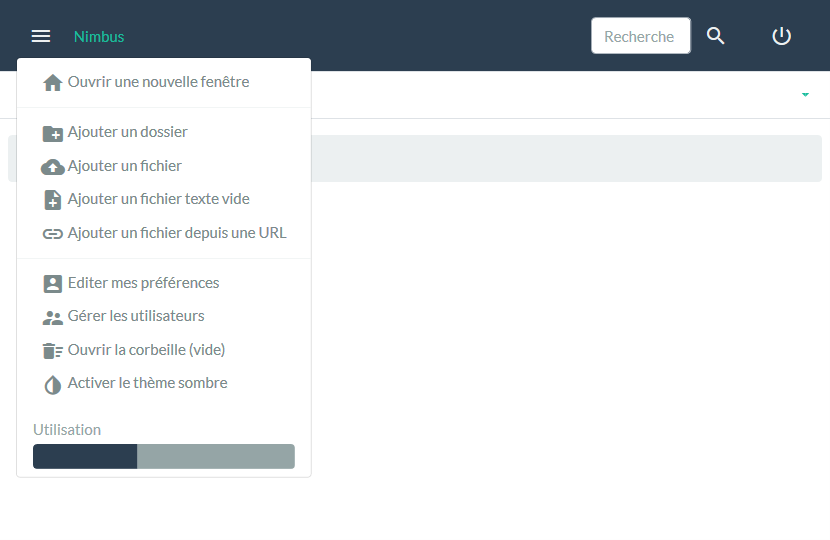 Nimbus
Recherche
Ouvrir une nouvelle fenêtre
Ajouter un dossier
Ajouter un fichier
Ajouter un fichier texte vide
Ajouter un fichier depuis une URL
Editer mes préférences
Gérer les utilisateurs
Ouvrir la corbeille (vide)
Activer le thème sombre
Utilisation